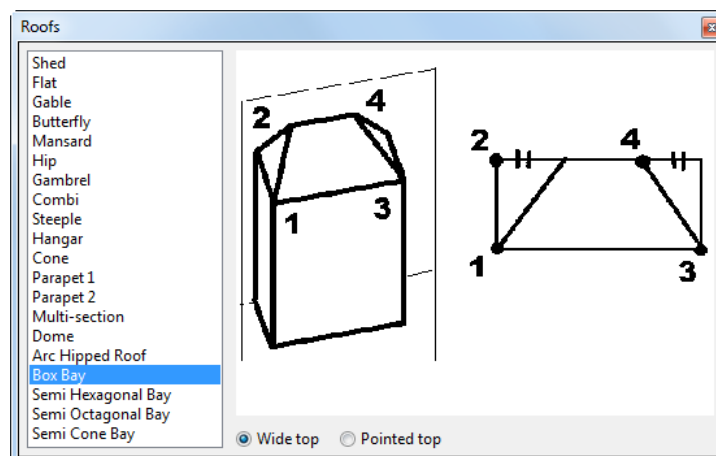 Roofs
Shed
Flat
Gable
Butterfly
Mansard
Hip
Gambrel
Combi
Steeple
Hangar
Cone
Parapet 1
Parapet 2
Multi-section
Dome
Arc Hipped Roof
Box Bay
Semi Hexagonal Bay
Semi Octagonal Bay
Semi Cone Bay
2 4
1 3
2 4
1 3
Wide top Pointed top